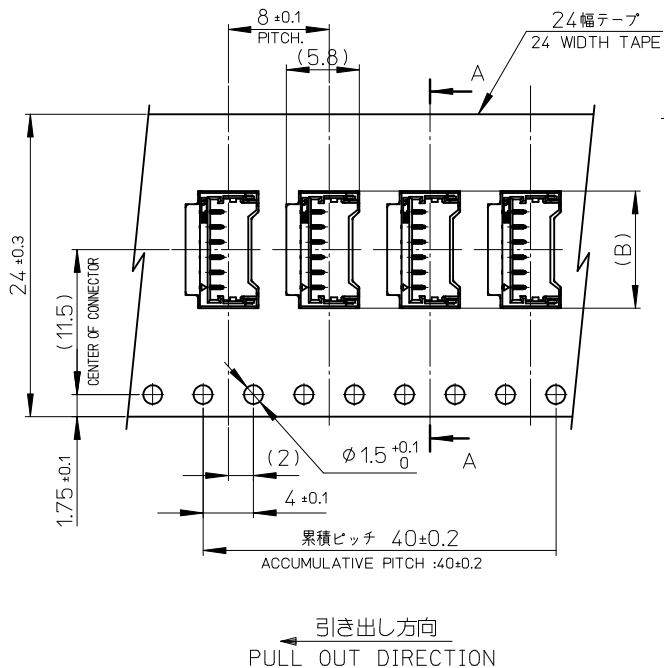 8 ±0.1
PITCH.
(5.8)
A
24幅テープ
24 WIDTH TAPE
24 ±0.3
(11.5)
CENTER OF CONNECTOR
(B)
1.75 ±0.1
(2)
4 ±0.1
φ1.5 +0.1 0
A
累積ピッチ 40±0.2
ACCUMULATIVE PITCH :40±0.2
引き出し方向
PULL OUT DIRECTION